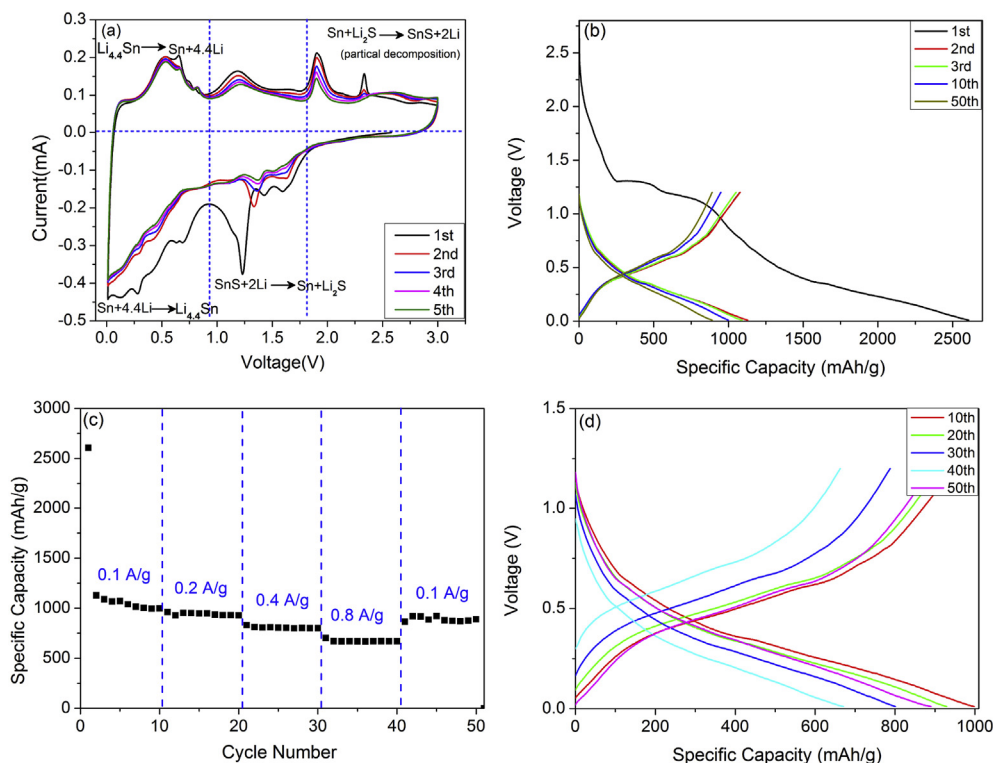 (a)
Li4.4Sn→Sn+4.4Li
Sn+Li2S → SnS+2Li
(partical decomposition)
0.5
0.4
0.3
0.2
0.1
0.0
-0.1
-0.2
-0.3
-0.4
-0.5
Current(mA)
SnS+2Li → Sn+Li2S
Sn+4.4Li→Li4.4Sn
1st
2nd
3rd
4th
5th
0.0 0.5 1.0 1.5 2.0 2.5 3.0
Voltage(V)
(b)
1st
2nd
3rd
10th
50th
2.5
2.0
1.5
1.0
0.5
0.0
Voltage (V)
0 500 1000 1500 2000 2500
Specific Capacity (mAh/g)
(c)
3000
2500
2000
1500
1000
500
0
Specific Capacity (mAh/g)
0.1 A/g
0.2 A/g
0.4 A/g
0.8 A/g
0.1 A/g
0 10 20 30 40 50
Cycle Number
(d)
10th
20th
30th
40th
50th
1.5
1.0
0.5
0.0
Voltage (V)
0 200 400 600 800 1000
Specific Capacity (mAh/g)